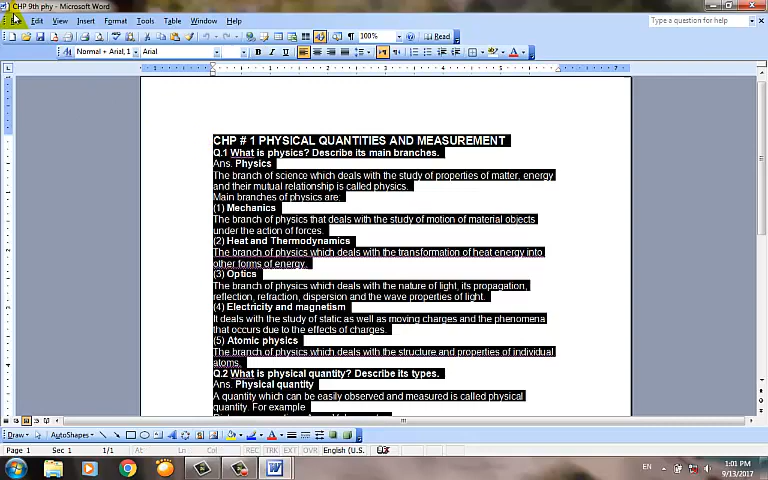 CHP 9th phy - Microsoft Word
File Edit View Insert Format Tools Table Window Help
Type a question for help
100% Read
Normal + Arial, 1 Arial B I U
CHP # 1 PHYSICAL QUANTITIES AND MEASUREMENT
Q.1 What is physics? Describe its main branches.
Ans. Physics
The branch of science which deals with the study of properties of matter, energy
and their mutual relationship is called physics.
Main branches of physics are:
(1) Mechanics
The branch of physics that deals with the study of motion of material objects
under the action of forces.
(2) Heat and Thermodynamics
The branch of physics which deals with the transformation of heat energy into
other forms of energy.
(3) Optics
The branch of physics which deals with the nature of light, its propagation,
reflection, refraction, dispersion and the wave properties of light.
(4) Electricity and magnetism
It deals with the study of static as well as moving charges and the phenomena
that occurs due to the effects of charges.
(5) Atomic physics
The branch of physics which deals with the structure and properties of individual
atoms.
Q.2 What is physical quantity? Describe its types.
Ans. Physical quantity
A quantity which can be easily observed and measured is called physical
quantity. For example
Draw AutoShapes
Page 1 Sec 1 1/1 At Ln Col REC TRK EXT OVR English (U.S.
EN 1:01 PM
9/13/2017